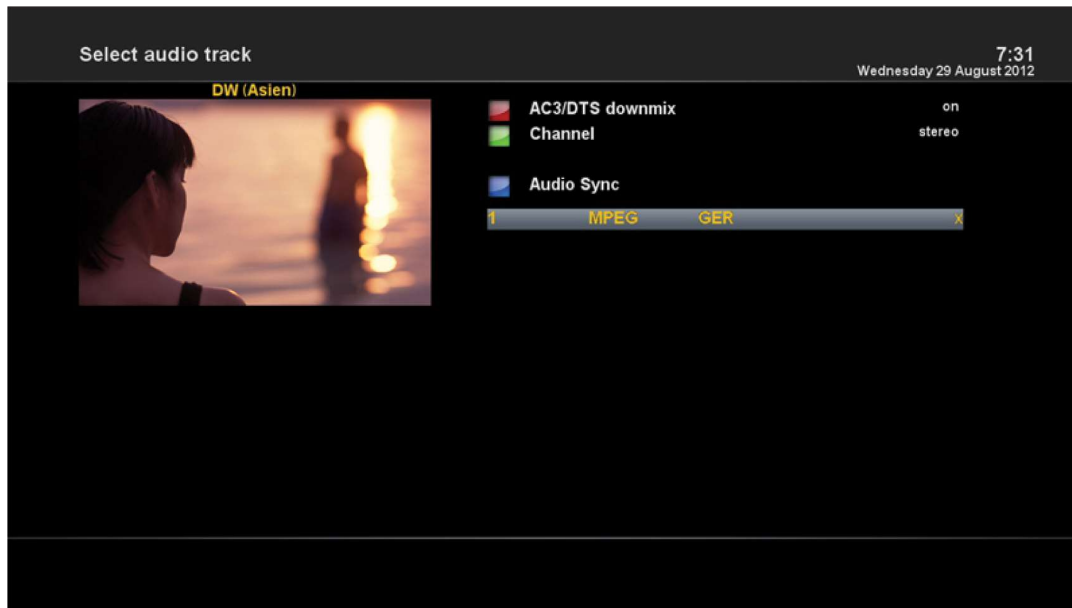 Select audio track
7:31
Wednesday 29 August 2012
DW (Asien)
AC3/DTS downmix on
Channel stereo
Audio Sync
1 MPEG GER x